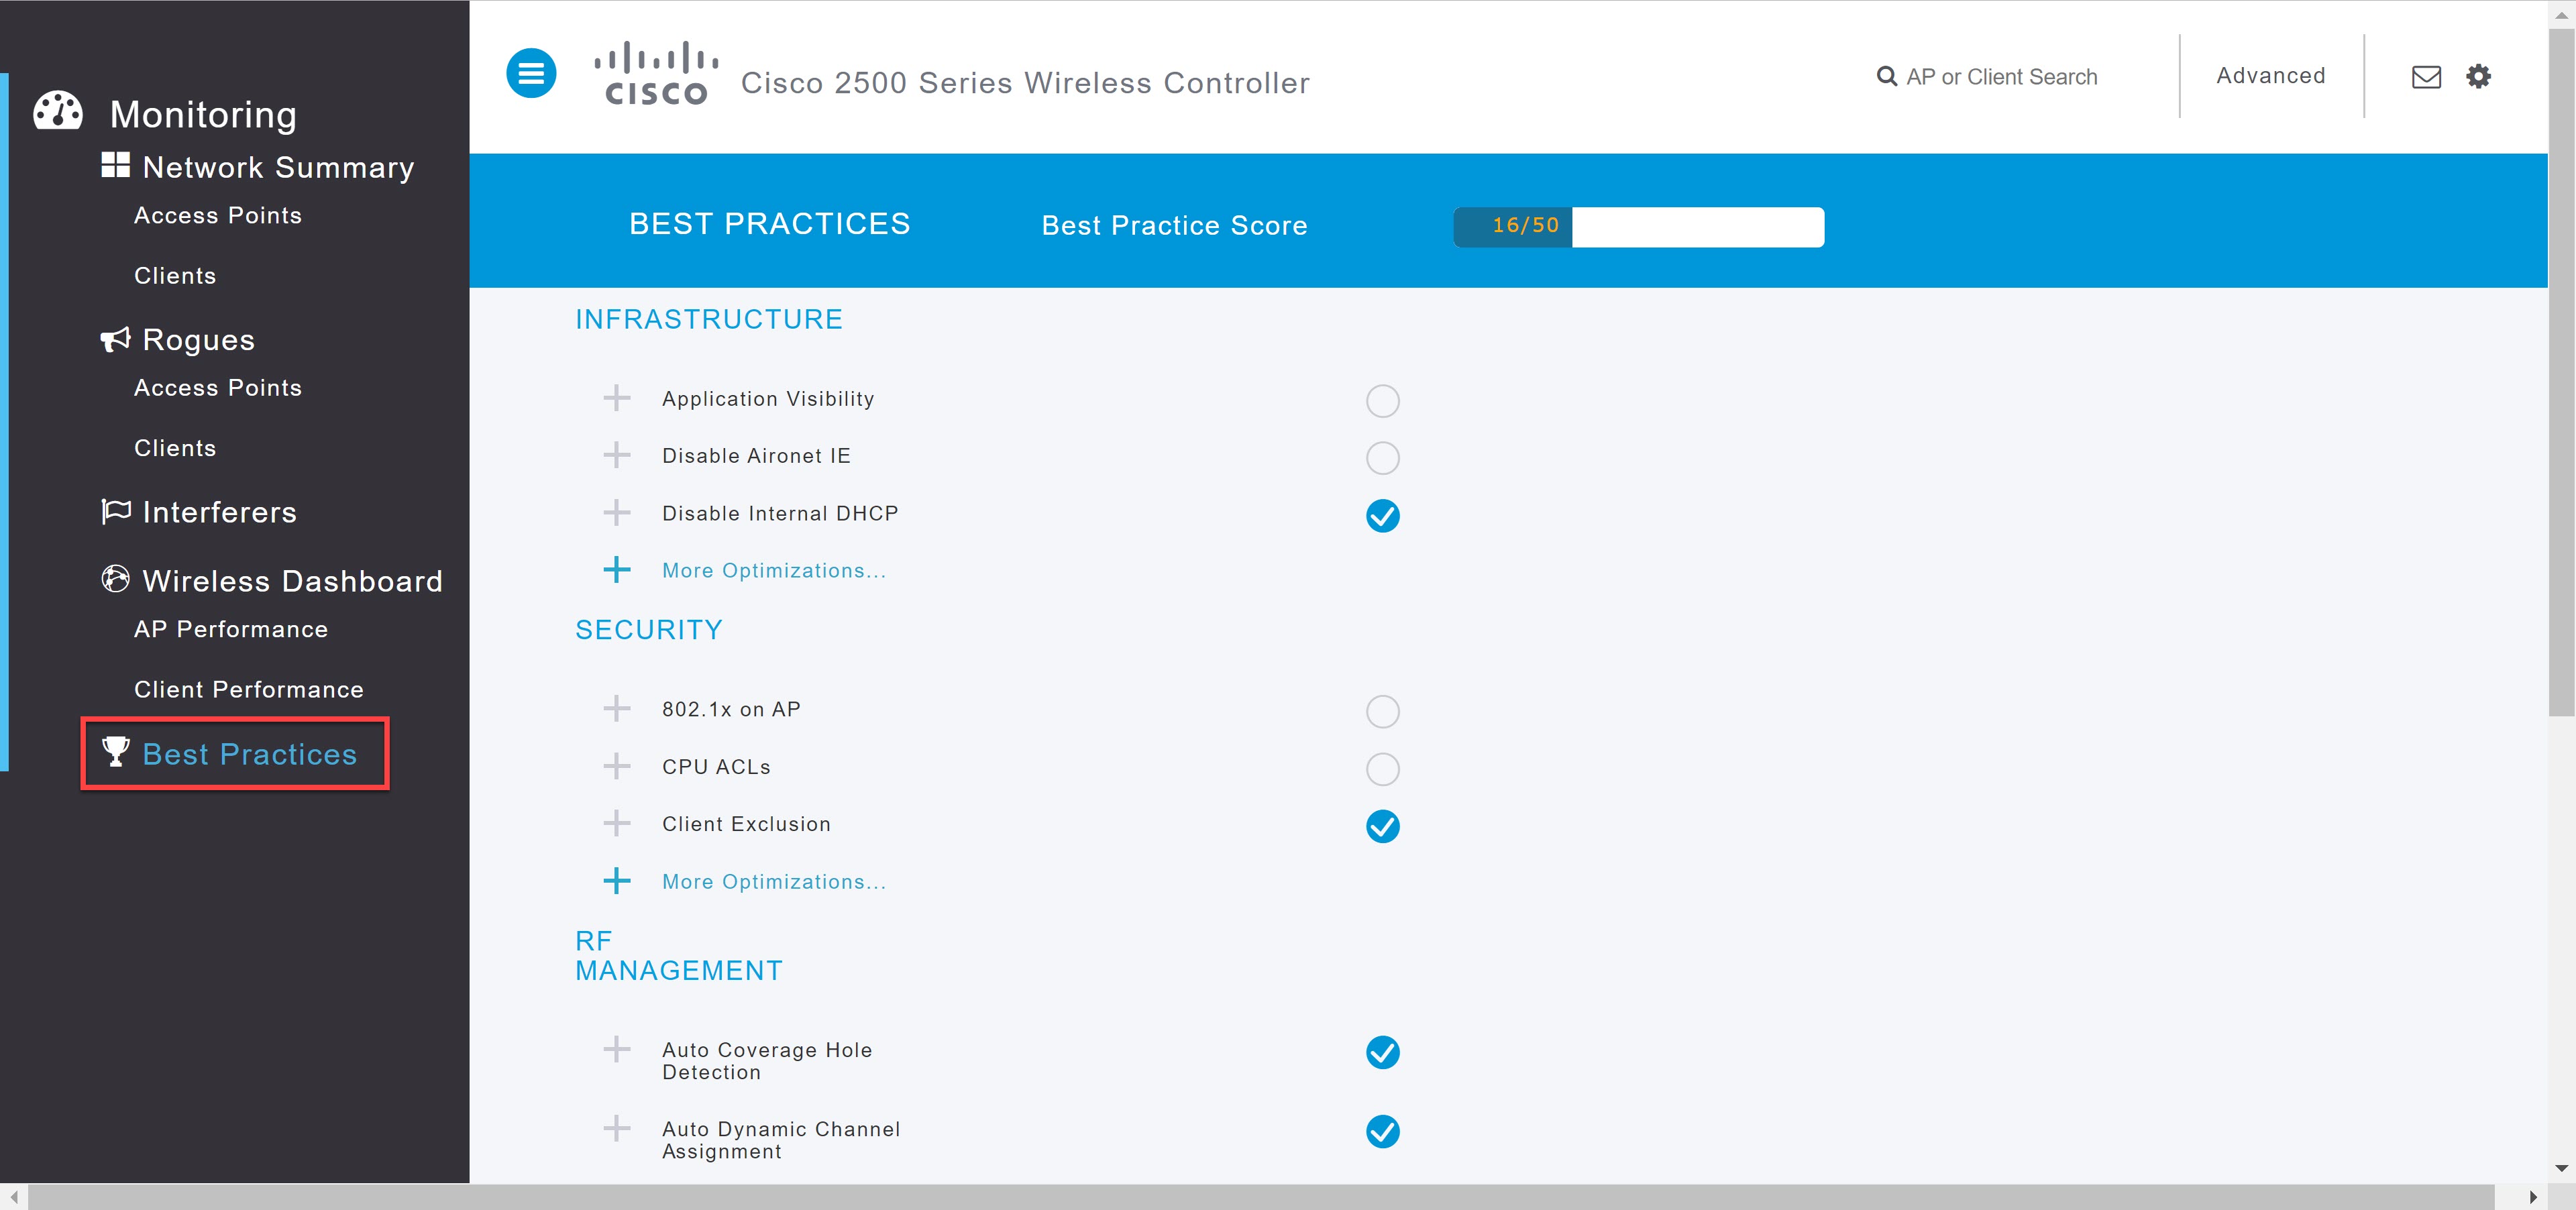 Monitoring
Network Summary
Access Points
Clients
Rogues
Access Points
Clients
Interferers
Wireless Dashboard
AP Performance
Client Performance
Best Practices
CISCO
Cisco 2500 Series Wireless Controller
AP or Client Search
Advanced
BEST PRACTICES
Best Practice Score
16/50
INFRASTRUCTURE
Application Visibility
Disable Aironet IE
Disable Internal DHCP
More Optimizations...
SECURITY
802.1x on AP
CPU ACLs
Client Exclusion
More Optimizations...
RF
MANAGEMENT
Auto Coverage Hole
Detection
Auto Dynamic Channel
Assignment